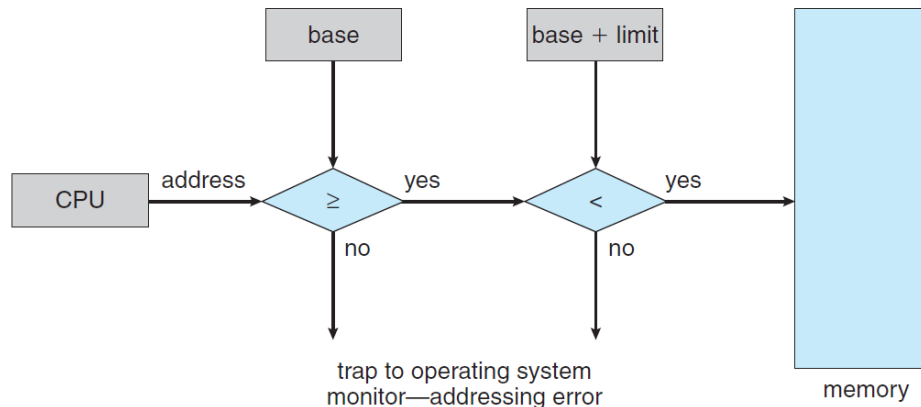 base
base + limit
CPU
address
≥
yes
<
yes
no
no
trap to operating system
monitor—addressing error
memory